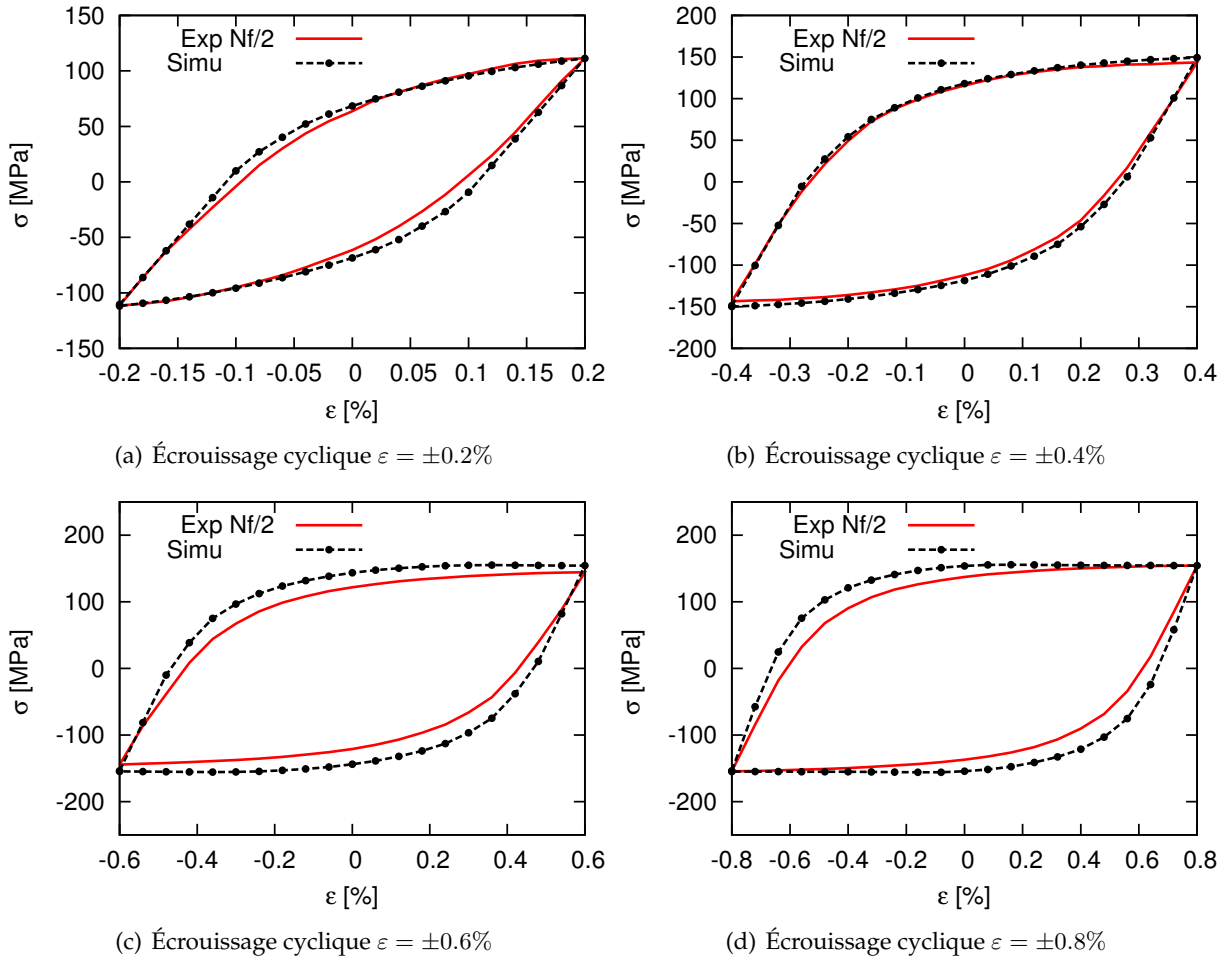 Exp Nf/2
Simu
150
100
50
0
-50
-100
-150
σ [MPa]
-0.2 -0.15 -0.1 -0.05 0 0.05 0.1 0.15 0.2
ε [%]
(a) Écrouissage cyclique ε = ±0.2%
Exp Nf/2
Simu
200
150
100
50
0
-50
-100
-150
-200
σ [MPa]
-0.4 -0.3 -0.2 -0.1 0 0.1 0.2 0.3 0.4
ε [%]
(b) Écrouissage cyclique ε = ±0.4%
Exp Nf/2
Simu
200
100
0
-100
-200
σ [MPa]
-0.6 -0.4 -0.2 0 0.2 0.4 0.6
ε [%]
(c) Écrouissage cyclique ε = ±0.6%
Exp Nf/2
Simu
200
100
0
-100
-200
σ [MPa]
-0.8 -0.6 -0.4 -0.2 0 0.2 0.4 0.6 0.8
ε [%]
(d) Écrouissage cyclique ε = ±0.8%